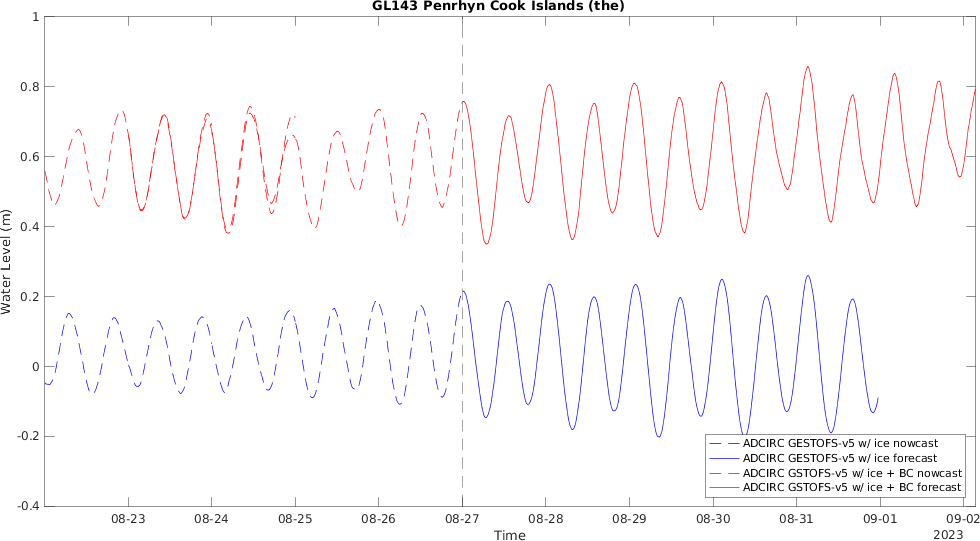 GL143 Penrhyn Cook Islands (the)
1
0.8
0.6
0.4
0.2
0
-0.2
-0.4
Water Level (m)
ADCIRC GESTOFS-v5 w/ ice nowcast
ADCIRC GESTOFS-v5 w/ ice forecast
ADCIRC GSTOFS-v5 w/ ice + BC nowcast
ADCIRC GSTOFS-v5 w/ ice + BC forecast
08-23 08-24 08-25 08-26 08-27 08-28 08-29 08-30 08-31 09-01 09-02
Time
2023